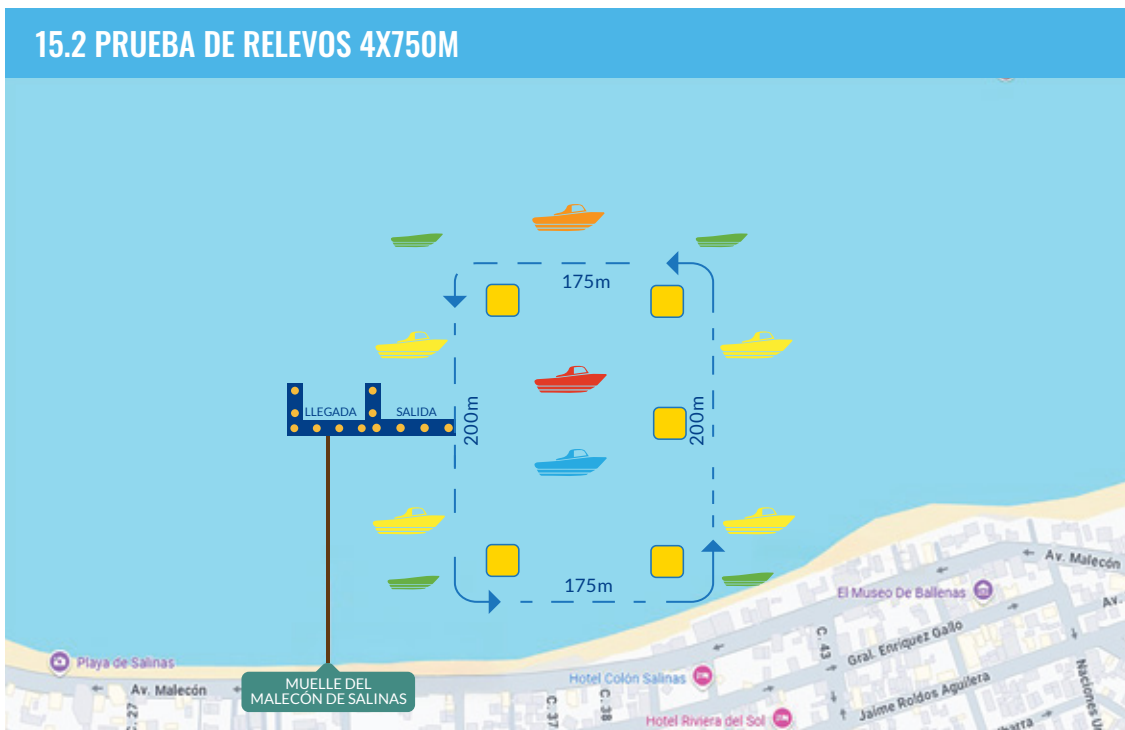 15.2 PRUEBA DE RELEVOS 4X750M
175m
LLEGADA
SALIDA
200m
200m
175m
Av. Malecón
El Museo De Ballenas
Av.
C. 43
Gral. Enriquez Gallo
Playa de Salinas
Av. Malecón
MUELLE DEL
MALECÓN DE SALINAS
Hotel Colón Salinas
C. 27
C. 37
C. 38
Jaime Roldos Aguilera
Hotel Riviera del Sol